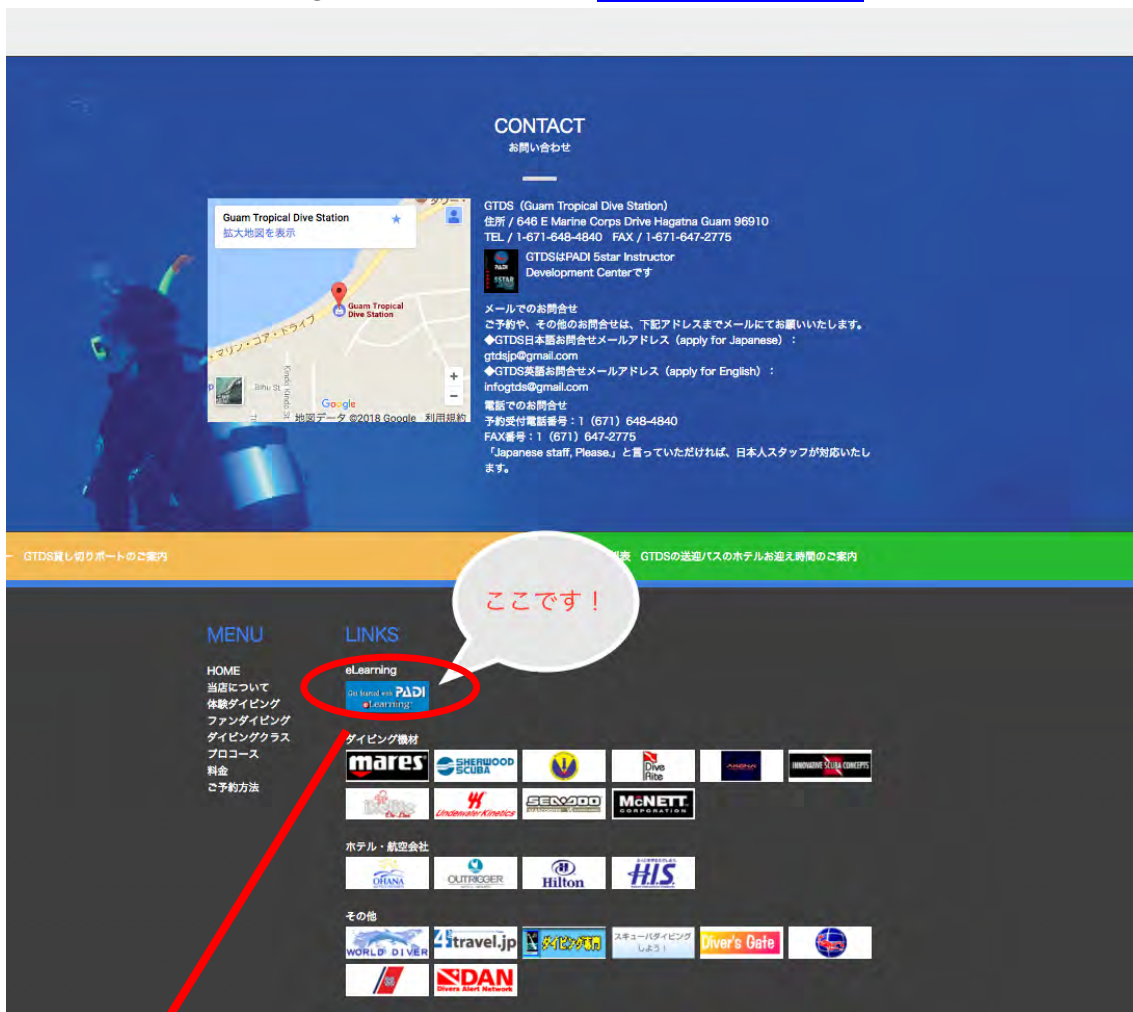 CONTACT
お問い合わせ
Guam Tropical Dive Station
拡大地図を表示
マリン・コア・ドライブ
Guam Tropical
Dive Station
Kindo Kindo St
Google
地図データ ©2018 Google 利用規約
GTDS（Guam Tropical Dive Station）
住所 / 646 E Marine Corps Drive Hagatna Guam 96910
TEL / 1-671-648-4840 FAX / 1-671-647-2775
PADI
5STAR
GTDSはPADI 5star Instructor
Development Centerです
メールでのお問合せ
ご予約や、その他のお問合せは、下記アドレスまでメールにてお願いいたします。
◆GTDS日本語お問合せメールアドレス（apply for Japanese）：
gtdsjp@gmail.com
◆GTDS英語お問合せメールアドレス（apply for English）：
infogtds@gmail.com
電話でのお問合せ
予約受付電話番号：1（671）648-4840
FAX番号：1（671）647-2775
「Japanese staff, Please.」と言っていただければ、日本人スタッフが対応いたし
ます。
GTDS貸し切りボートのご案内
表 GTDSの送迎バスのホテルお迎え時間のご案内
ここです！
MENU
HOME
当店について
体験ダイビング
ファンダイビング
ダイビングクラス
プロコース
料金
ご予約方法
LINKS
eLearning
Get Started with PADI
eLearning
ダイビング機材
mares
SHERWOOD
SCUBA
Dive
Rite
INNOVATIVE SCUBA CONCEPTS
Underwater Kinetics
McNETT
CORPORATION
ホテル・航空会社
OHANA
OUTRIGGER
Hilton
H.I.S.
その他
WORLD DIVER
4travel.jp
スキューバダイビング
しよう！
Diver's Gate
DAN
Divers Alert Network